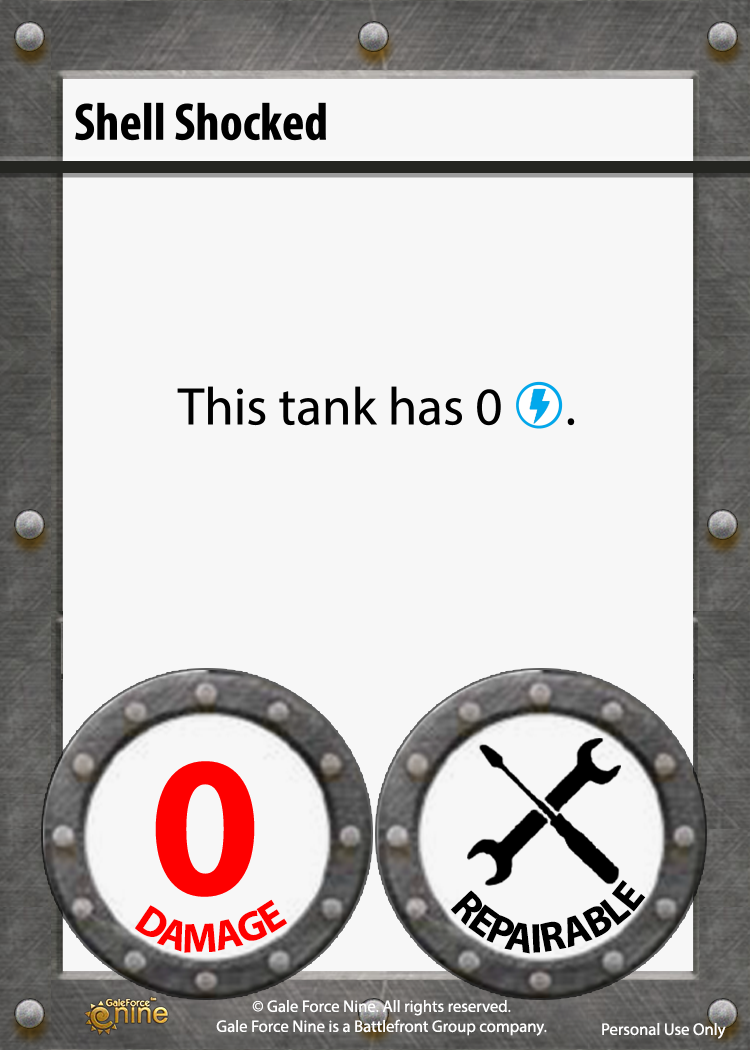 Shell Shocked
This tank has 0 .
0
DAMAGE
REPAIRABLE
GaleForce™
nine
© Gale Force Nine. All rights reserved.
Gale Force Nine is a Battlefront Group company.
Personal Use Only